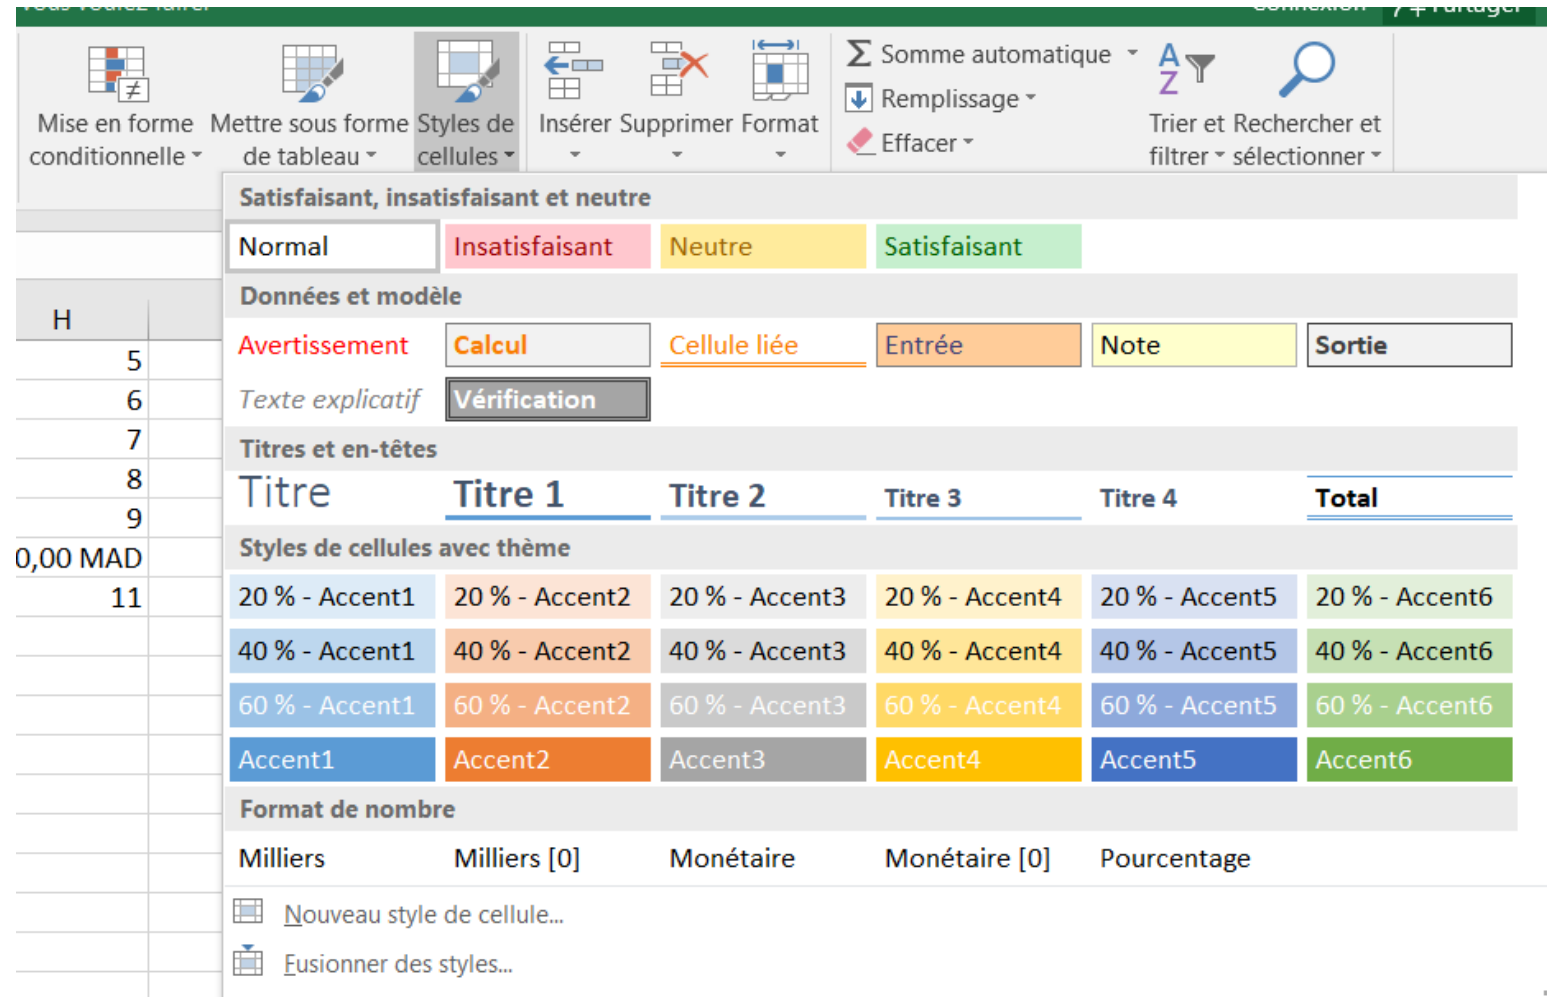 vous voulez faire.
Connexion Partager
Mise en forme conditionnelle
Mettre sous forme de tableau
Styles de cellules
Insérer
Supprimer
Format
Somme automatique
Remplissage
Effacer
Trier et filtrer
Rechercher et sélectionner
Satisfaisant, insatisfaisant et neutre
Normal Insatisfaisant Neutre Satisfaisant
Données et modèle
Avertissement Calcul Cellule liée Entrée Note Sortie
Texte explicatif Vérification
Titres et en-têtes
Titre Titre 1 Titre 2 Titre 3 Titre 4 Total
Styles de cellules avec thème
20 % - Accent1 20 % - Accent2 20 % - Accent3 20 % - Accent4 20 % - Accent5 20 % - Accent6
40 % - Accent1 40 % - Accent2 40 % - Accent3 40 % - Accent4 40 % - Accent5 40 % - Accent6
60 % - Accent1 60 % - Accent2 60 % - Accent3 60 % - Accent4 60 % - Accent5 60 % - Accent6
Accent1 Accent2 Accent3 Accent4 Accent5 Accent6
Format de nombre
Milliers Milliers [0] Monétaire Monétaire [0] Pourcentage
Nouveau style de cellule...
Fusionner des styles...
H
5
6
7
8
9
0,00 MAD
11